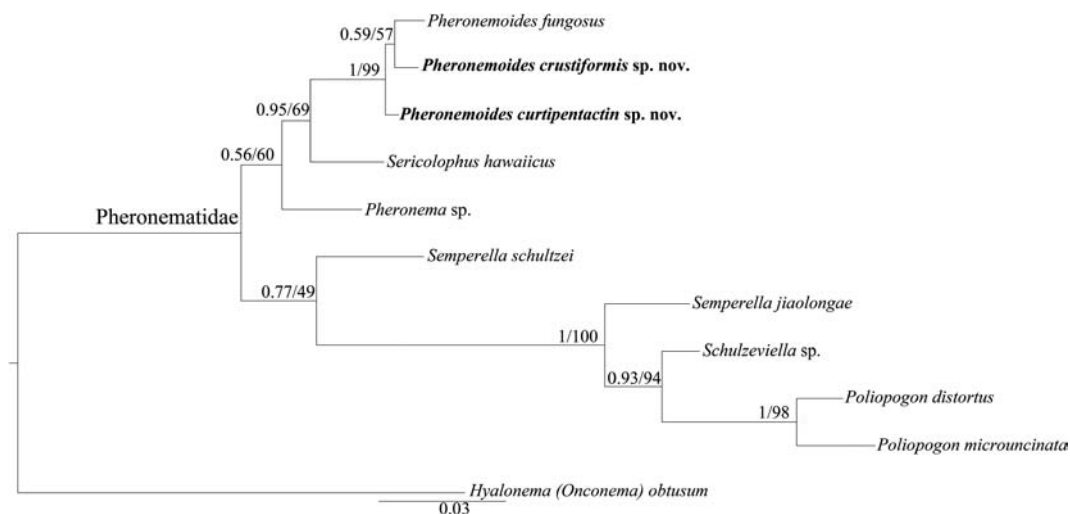 Pheronemoides fungosus
0.59/57
Pheronemoides crustiformis sp. nov.
1/99
0.95/69
Pheronemoides curtipentactin sp. nov.
0.56/60
Sericolophus hawaiicus
Pheronema sp.
Pheronematidae
Semperella schultzei
0.77/49
Semperella jiaolongae
1/100
Schulzeviella sp.
0.93/94
Poliopogon distortus
1/98
Poliopogon microuncinata
Hyalonema (Onconema) obtusum
0.03